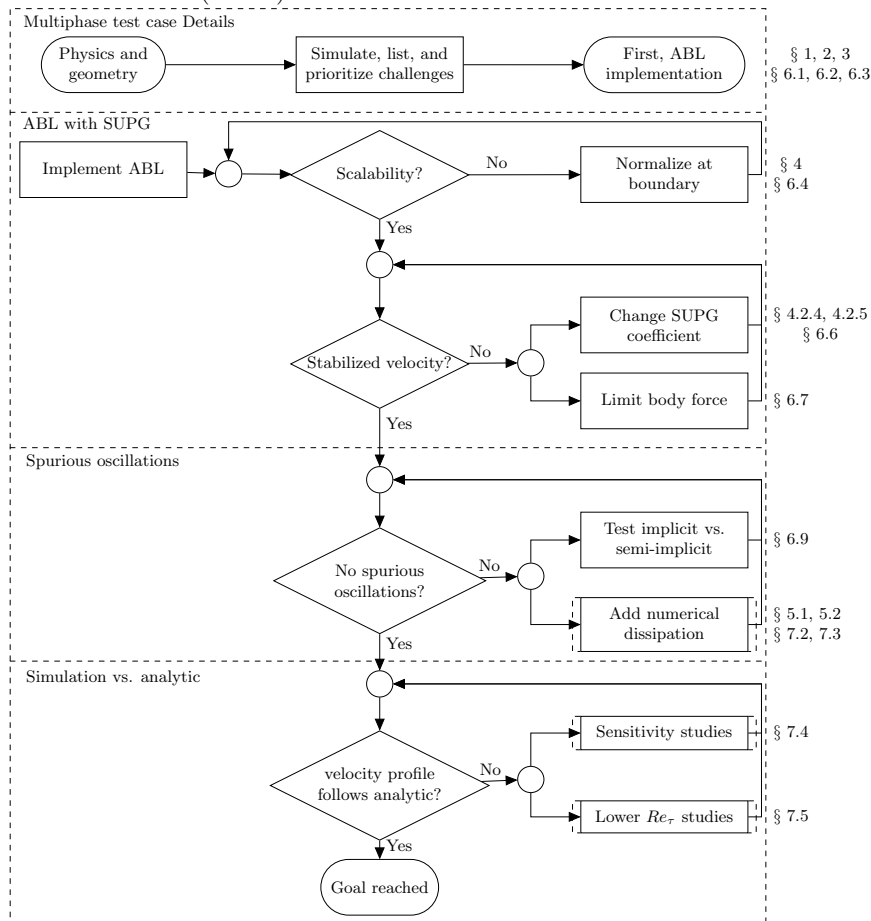 Multiphase test case Details
Physics and
geometry
Simulate, list, and
prioritize challenges
First, ABL
implementation
§ 1, 2, 3
§ 6.1, 6.2, 6.3
ABL with SUPG
Implement ABL
Scalability?
No
Normalize at
boundary
§ 4
§ 6.4
Yes
Stabilized velocity?
No
Change SUPG
coefficient
§ 4.2.4, 4.2.5
§ 6.6
Limit body force
§ 6.7
Yes
Spurious oscillations
No spurious
oscillations?
No
Test implicit vs.
semi-implicit
§ 6.9
Add numerical
dissipation
§ 5.1, 5.2
§ 7.2, 7.3
Yes
Simulation vs. analytic
velocity profile
follows analytic?
No
Sensitivity studies
§ 7.4
Lower Re_τ studies
§ 7.5
Yes
Goal reached